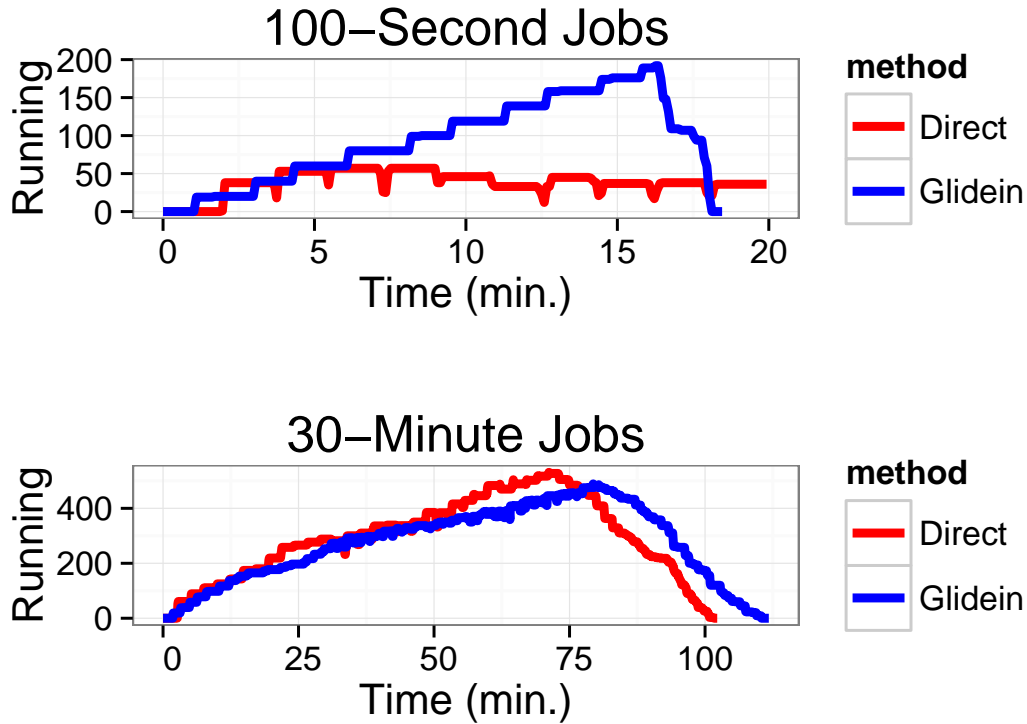 100−Second Jobs
Running
200
150
100
50
0
0 5 10 15 20
Time (min.)
method
Direct
Glidein
30−Minute Jobs
Running
400
200
0
0 25 50 75 100
Time (min.)
method
Direct
Glidein